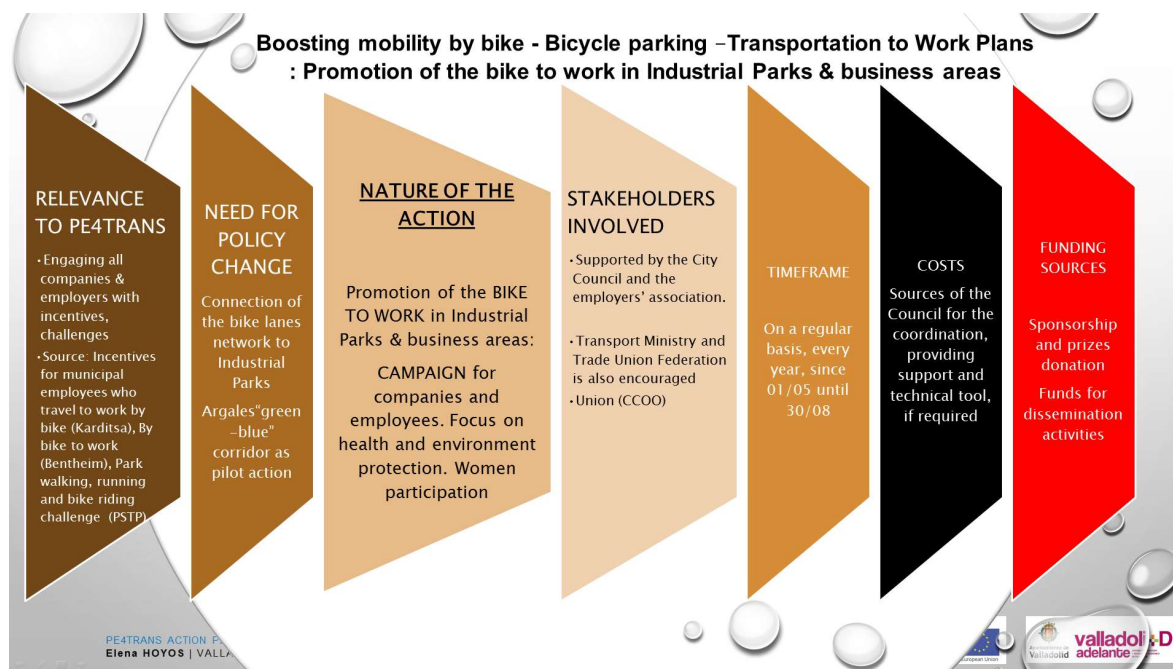 Boosting mobility by bike - Bicycle parking –Transportation to Work Plans
: Promotion of the bike to work in Industrial Parks & business areas
RELEVANCE
TO PE4TRANS
•Engaging all
companies &
employers with
incentives,
challenges
•Source: Incentives
for municipal
employees who
travel to work by
bike (Karditsa), By
bike to work
(Bentheim), Park
walking, running
and bike riding
challenge (PSTP)
NEED FOR
POLICY
CHANGE
Connection of
the bike lanes
network to
Industrial
Parks
Argales"green
-blue"
corridor as
pilot action
NATURE OF THE
ACTION
Promotion of the BIKE
TO WORK in Industrial
Parks & business areas:
CAMPAIGN for
companies and
employees. Focus on
health and environment
protection. Women
participation
STAKEHOLDERS
INVOLVED
•Supported by the City
Council and the
employers' association.
•Transport Ministry and
Trade Union Federation
is also encouraged
•Union (CCOO)
TIMEFRAME
On a regular
basis, every
year, since
01/05 until
30/08
COSTS
Sources of the
Council for the
coordination,
providing
support and
technical tool,
if required
FUNDING
SOURCES
Sponsorship
and prizes
donation
Funds for
dissemination
activities
PE4TRANS ACTION P
Elena HOYOS | VALL
European Union
Ayuntamiento de
Valladolid
valladoli+D
adelante